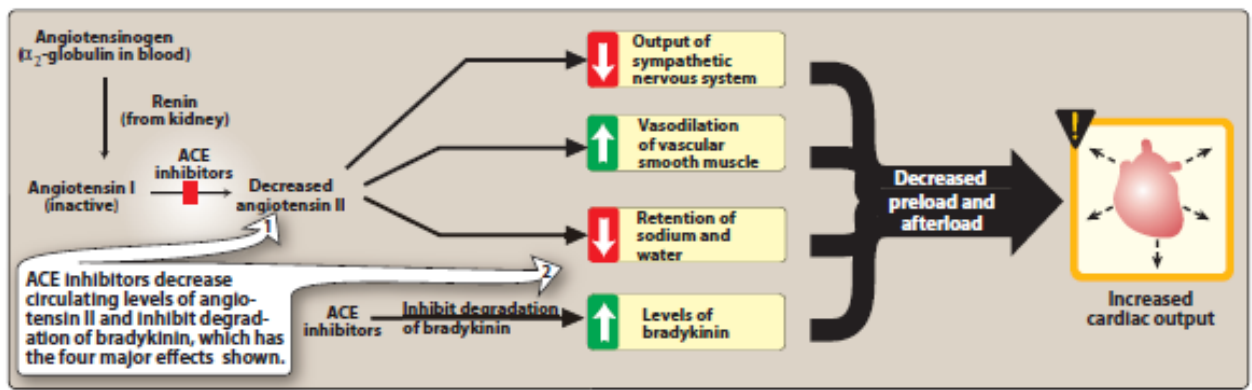 Angiotensinogen
(α2-globulin in blood)
Renin
(from kidney)
ACE
inhibitors
Angiotensin I
(inactive)
Decreased
angiotensin II
1
ACE inhibitors decrease
circulating levels of angio-
tensin II and inhibit degrad-
ation of bradykinin, which has
the four major effects shown.
2
ACE
inhibitors
Inhibit degradation
of bradykinin
Output of
sympathetic
nervous system
Vasodilation
of vascular
smooth muscle
Retention of
sodium and
water
Levels of
bradykinin
Decreased
preload and
afterload
!
Increased
cardiac output